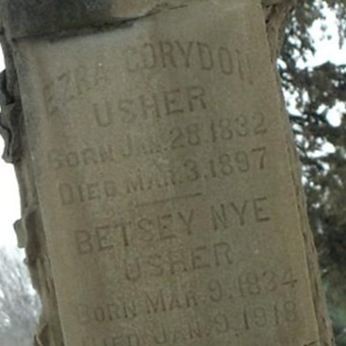 EZRA CORYDON
USHER
BORN JAN. 28. 1832
DIED MAR. 3. 1897
BETSEY NYE
USHER
BORN MAR. 9. 1834
DIED JAN. 9. 1918